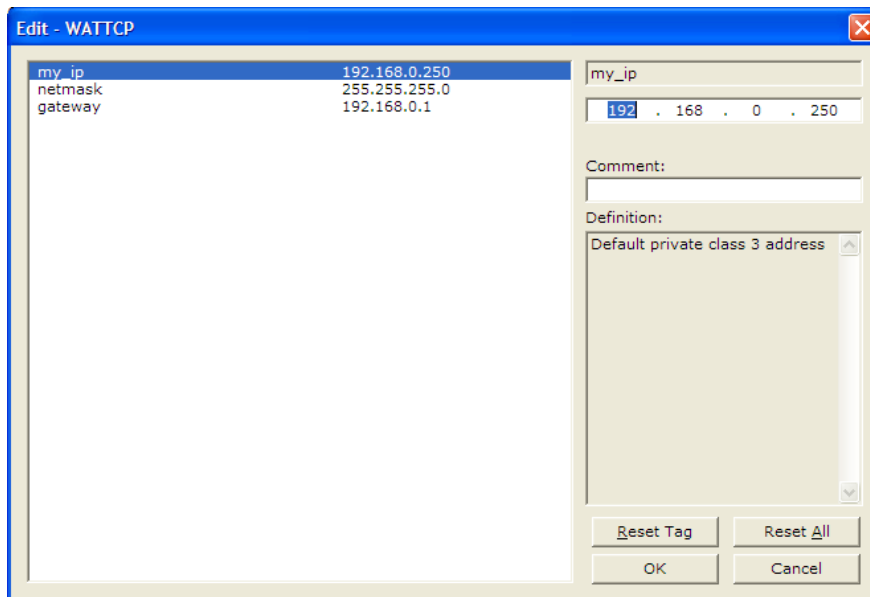 Edit - WATTCP
my_ip 192.168.0.250
netmask 255.255.255.0
gateway 192.168.0.1
my_ip
192 . 168 . 0 . 250
Comment:
Definition:
Default private class 3 address
Reset Tag Reset All
OK Cancel